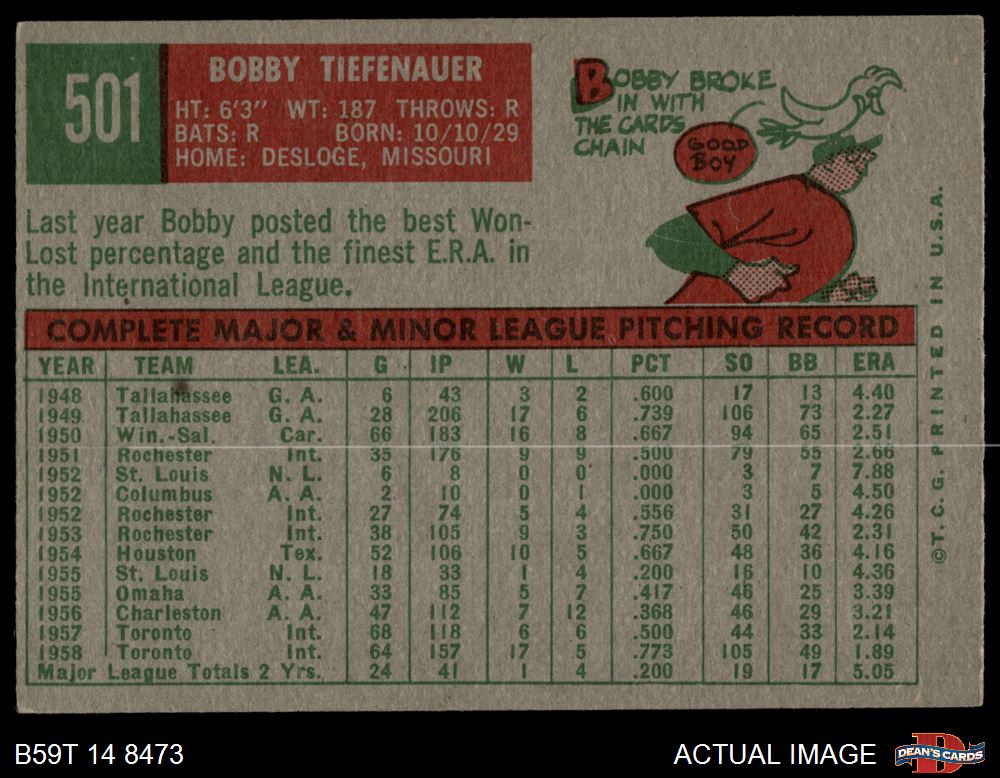 501
BOBBY TIEFENAUER
HT: 6'3" WT: 187 THROWS: R
BATS: R BORN: 10/10/29
HOME: DESLOGE, MISSOURI
BOBBY BROKE
IN WITH
THE CARDS
CHAIN
GOOD
BOY
Last year Bobby posted the best Won-
Lost percentage and the finest E.R.A. in
the International League.
COMPLETE MAJOR & MINOR LEAGUE PITCHING RECORD
YEAR TEAM LEA. G IP W L PCT SO BB ERA
1948 Tallahassee G. A. 6 43 3 2 .600 17 13 4.40
1949 Tallahassee G. A. 28 206 17 6 .739 106 73 2.27
1950 Win.-Sal. Car. 66 183 16 8 .667 94 65 2.51
1951 Rochester Int. 35 176 9 9 .500 79 55 2.66
1952 St. Louis N. L. 6 8 0 0 .000 3 7 7.88
1952 Columbus A. A. 2 10 0 1 .000 3 5 4.50
1952 Rochester Int. 27 74 5 4 .556 31 27 4.26
1953 Rochester Int. 38 105 9 3 .750 50 42 2.31
1954 Houston Tex. 52 106 10 5 .667 48 36 4.16
1955 St. Louis N. L. 18 33 1 4 .200 16 10 4.36
1955 Omaha A. A. 33 85 5 7 .417 46 25 3.39
1956 Charleston A. A. 47 112 7 12 .368 46 29 3.21
1957 Toronto Int. 68 118 6 6 .500 44 33 2.14
1958 Toronto Int. 64 157 17 5 .773 105 49 1.89
Major League Totals 2 Yrs. 24 41 1 4 .200 19 17 5.05
©T.C.G. PRINTED IN U.S.A.
B59T 14 8473
ACTUAL IMAGE
DEAN'S CARDS